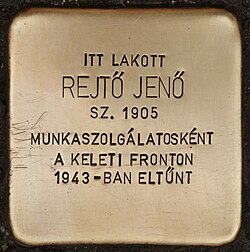 ITT LAKOTT
REJTŐ JENŐ
SZ. 1905
MUNKASZOLGÁLATOSKÉNT
A KELETI FRONTON
1943-BAN ELTŰNT